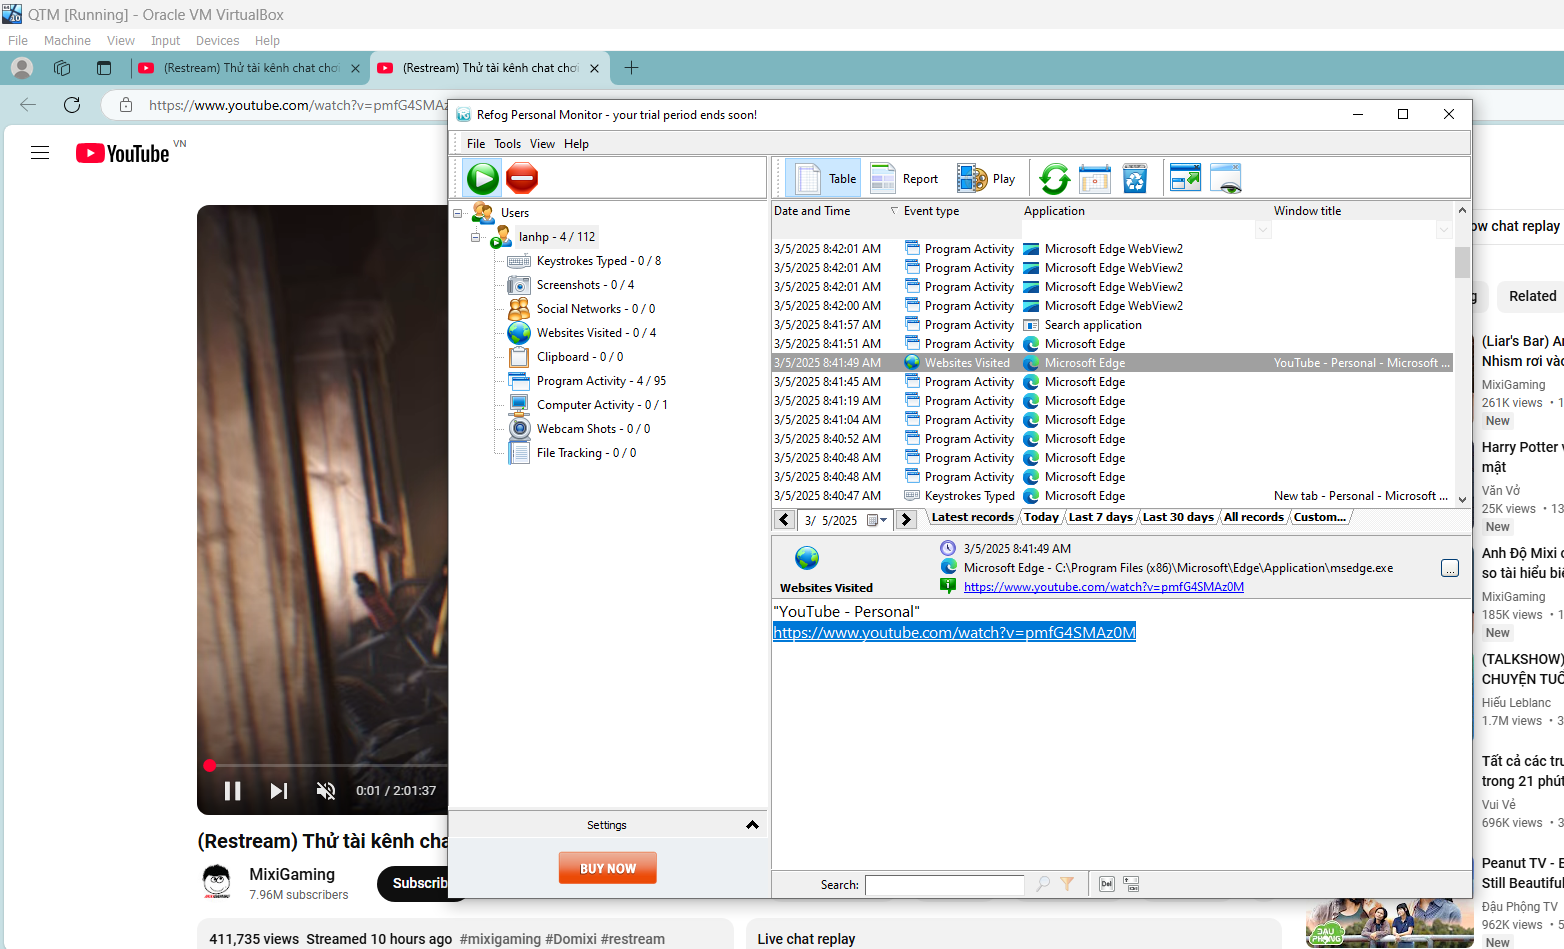 QTM [Running] - Oracle VM VirtualBox
File Machine View Input Devices Help
(Restream) Thử tài kênh chat chơi
(Restream) Thử tài kênh chat chơi
https://www.youtube.com/watch?v=pmfG4SMAz
YouTube VN
Refog Personal Monitor - your trial period ends soon!
File Tools View Help
Table Report Play
Users
lanhp - 4 / 112
Keystrokes Typed - 0 / 8
Screenshots - 0 / 4
Social Networks - 0 / 0
Websites Visited - 0 / 4
Clipboard - 0 / 0
Program Activity - 4 / 95
Computer Activity - 0 / 1
Webcam Shots - 0 / 0
File Tracking - 0 / 0
Settings
BUY NOW
Date and Time Event type Application Window title
3/5/2025 8:42:01 AM Program Activity Microsoft Edge WebView2
3/5/2025 8:42:01 AM Program Activity Microsoft Edge WebView2
3/5/2025 8:42:01 AM Program Activity Microsoft Edge WebView2
3/5/2025 8:42:00 AM Program Activity Microsoft Edge WebView2
3/5/2025 8:41:57 AM Program Activity Search application
3/5/2025 8:41:51 AM Program Activity Microsoft Edge
3/5/2025 8:41:49 AM Websites Visited Microsoft Edge YouTube - Personal - Microsoft ...
3/5/2025 8:41:45 AM Program Activity Microsoft Edge
3/5/2025 8:41:19 AM Program Activity Microsoft Edge
3/5/2025 8:41:04 AM Program Activity Microsoft Edge
3/5/2025 8:40:52 AM Program Activity Microsoft Edge
3/5/2025 8:40:48 AM Program Activity Microsoft Edge
3/5/2025 8:40:48 AM Program Activity Microsoft Edge
3/5/2025 8:40:47 AM Keystrokes Typed Microsoft Edge New tab - Personal - Microsoft ...
3/ 5/2025 Latest records Today Last 7 days Last 30 days All records Custom...
3/5/2025 8:41:49 AM
Microsoft Edge - C:\Program Files (x86)\Microsoft\Edge\Application\msedge.exe
...
Websites Visited https://www.youtube.com/watch?v=pmfG4SMAz0M
"YouTube - Personal"
https://www.youtube.com/watch?v=pmfG4SMAz0M
Search:
Del
0:01 / 2:01:37
(Restream) Thử tài kênh cha
MixiGaming
7.96M subscribers
Subscrib
411,735 views Streamed 10 hours ago #mixigaming #Domixi #restream
Live chat replay
ow chat replay
g Related
(Liar's Bar) Ar
Nhism rơi vào
MixiGaming
261K views • 1
New
Harry Potter v
mật
Văn Vở
25K views • 13
New
Anh Độ Mixi c
so tài hiểu biế
MixiGaming
185K views • 1
New
(TALKSHOW)
CHUYỆN TUỔ
Hiếu Leblanc
1.7M views • 3
Tất cả các trư
trong 21 phút
Vui Vẻ
696K views • 3
Peanut TV - E
Still Beautiful
Đậu Phộng TV
962K views • 5
New
ĐẬU PHỘNG